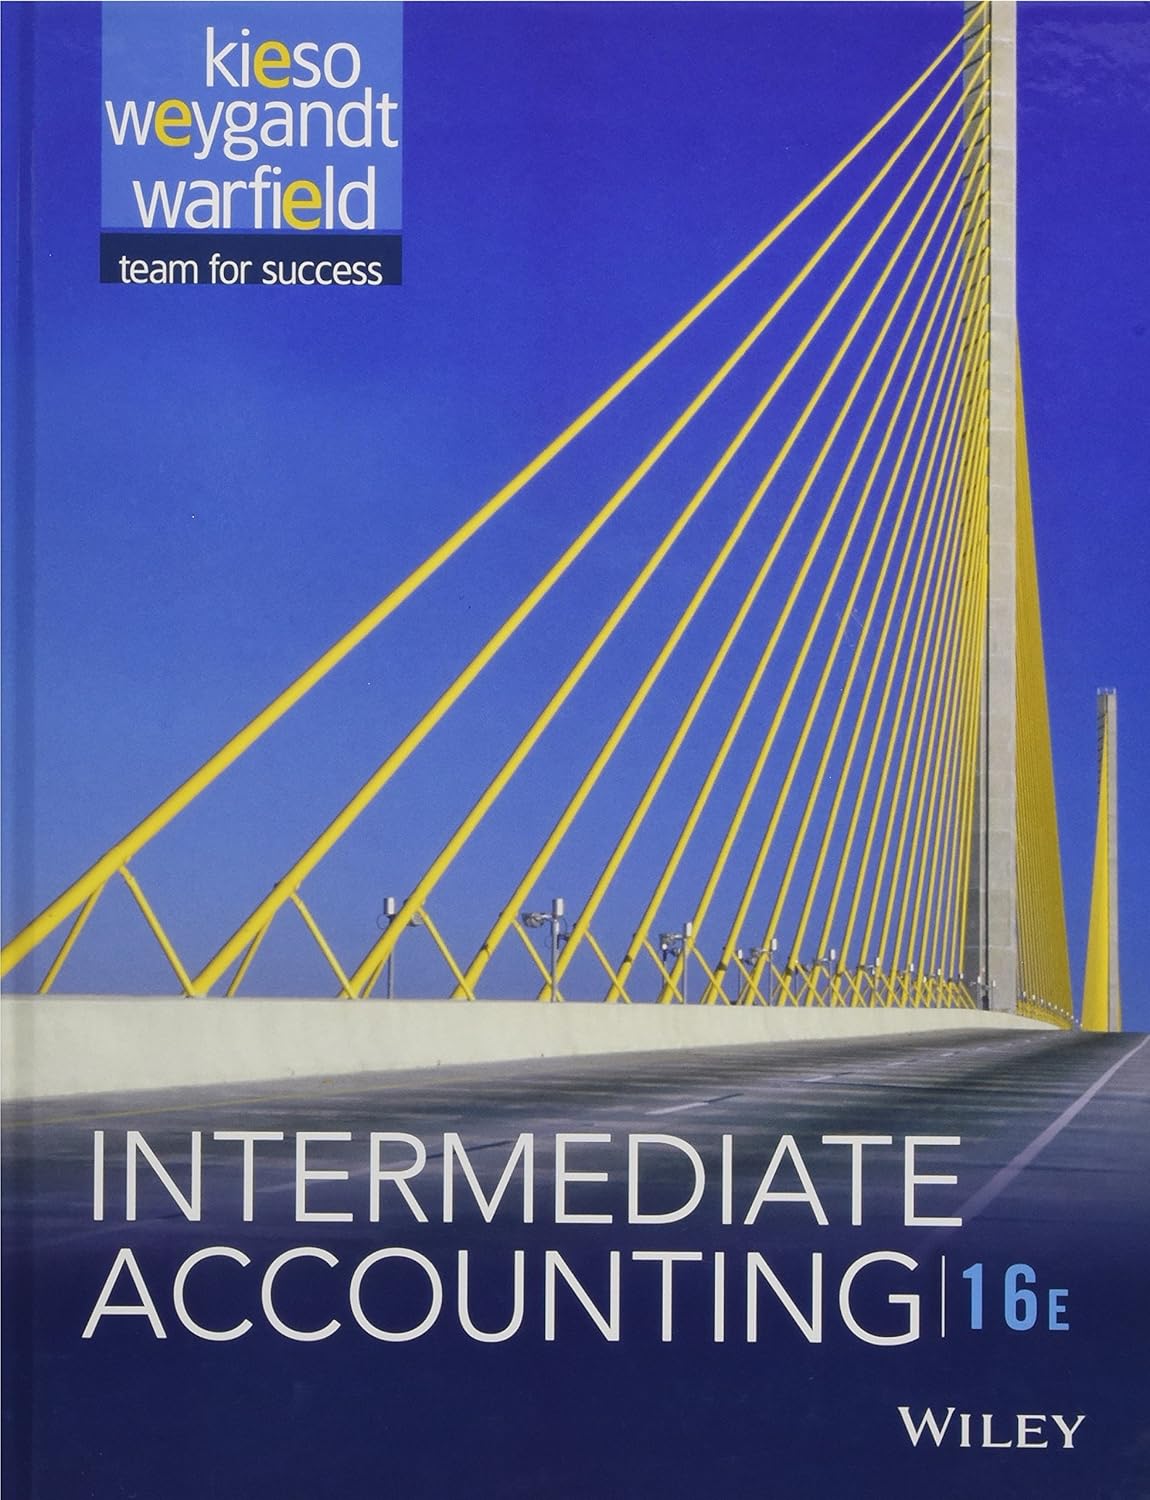 kieso
weygandt
warfield
team for success
INTERMEDIATE
ACCOUNTING | 16E
WILEY